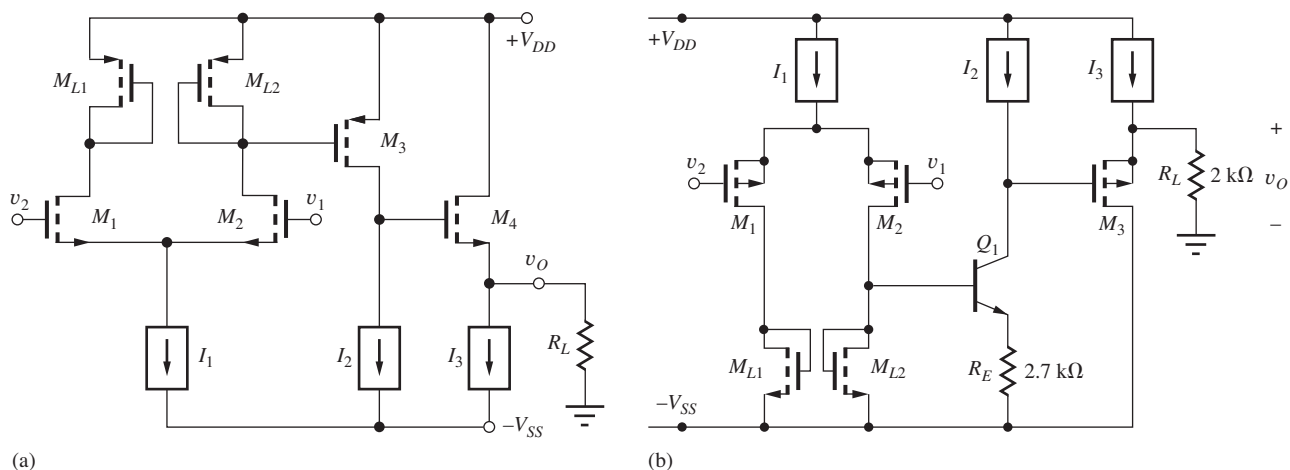 +V_DD
M_L1
M_L2
M_3
v_2
M_1
M_2
v_1
M_4
v_O
I_1
I_2
I_3
R_L
–V_SS
(a)
+V_DD
I_1
I_2
I_3
+
v_2
v_1
R_L
2 kΩ
v_O
M_1
M_2
M_3
–
Q_1
M_L1
M_L2
R_E
2.7 kΩ
–V_SS
(b)